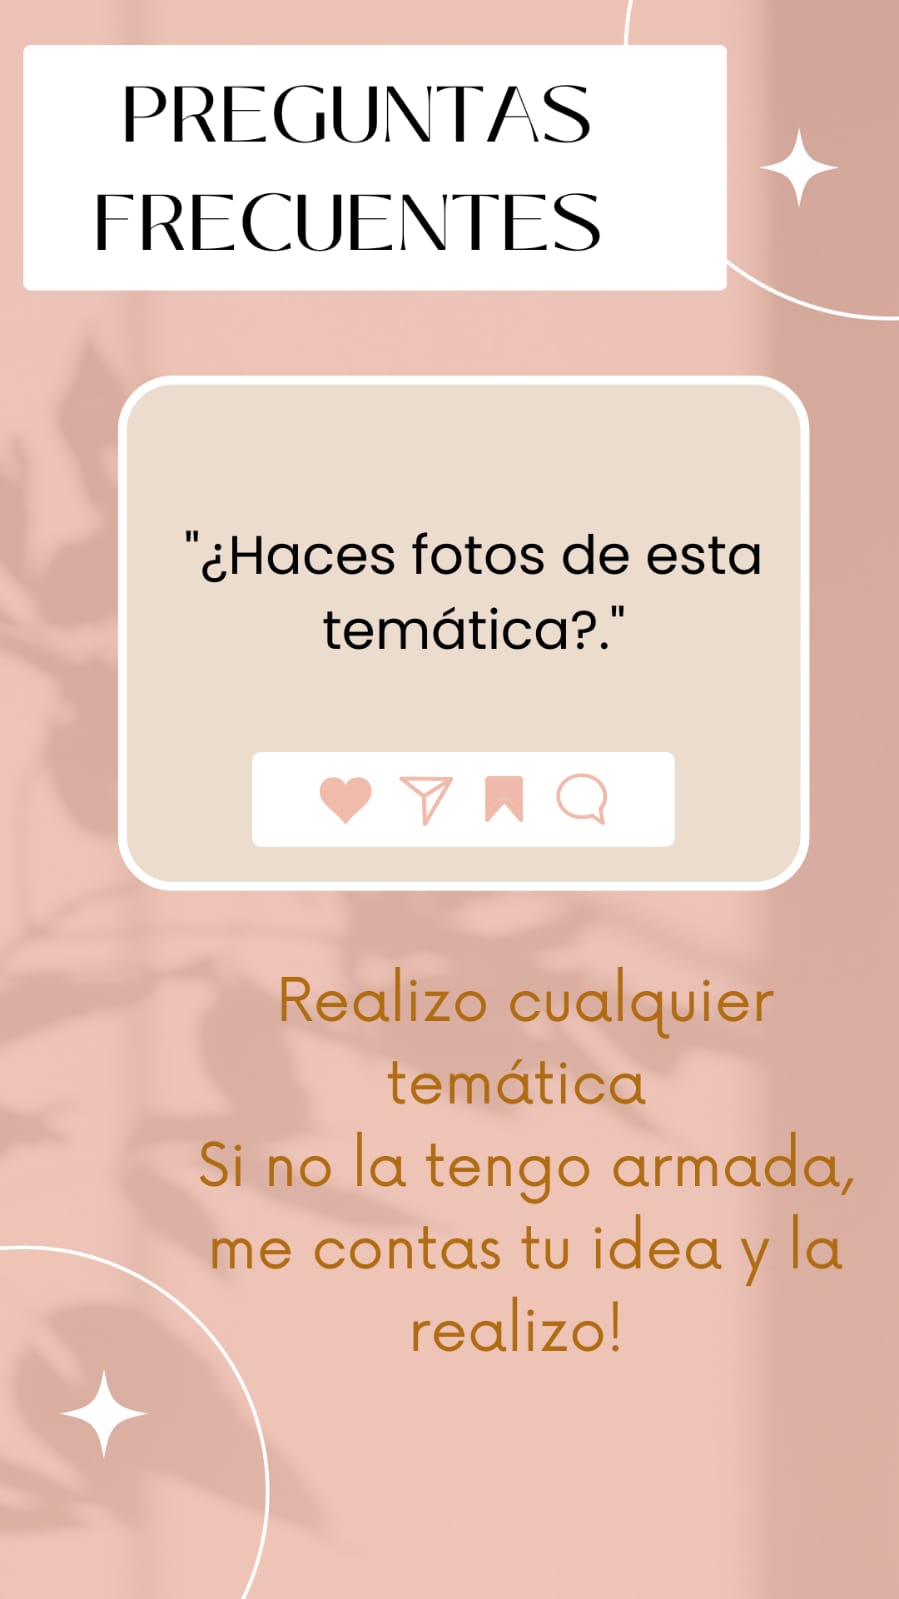 PREGUNTAS
FRECUENTES
"¿Haces fotos de esta
temática?."
Realizo cualquier
temática
Si no la tengo armada,
me contas tu idea y la
realizo!